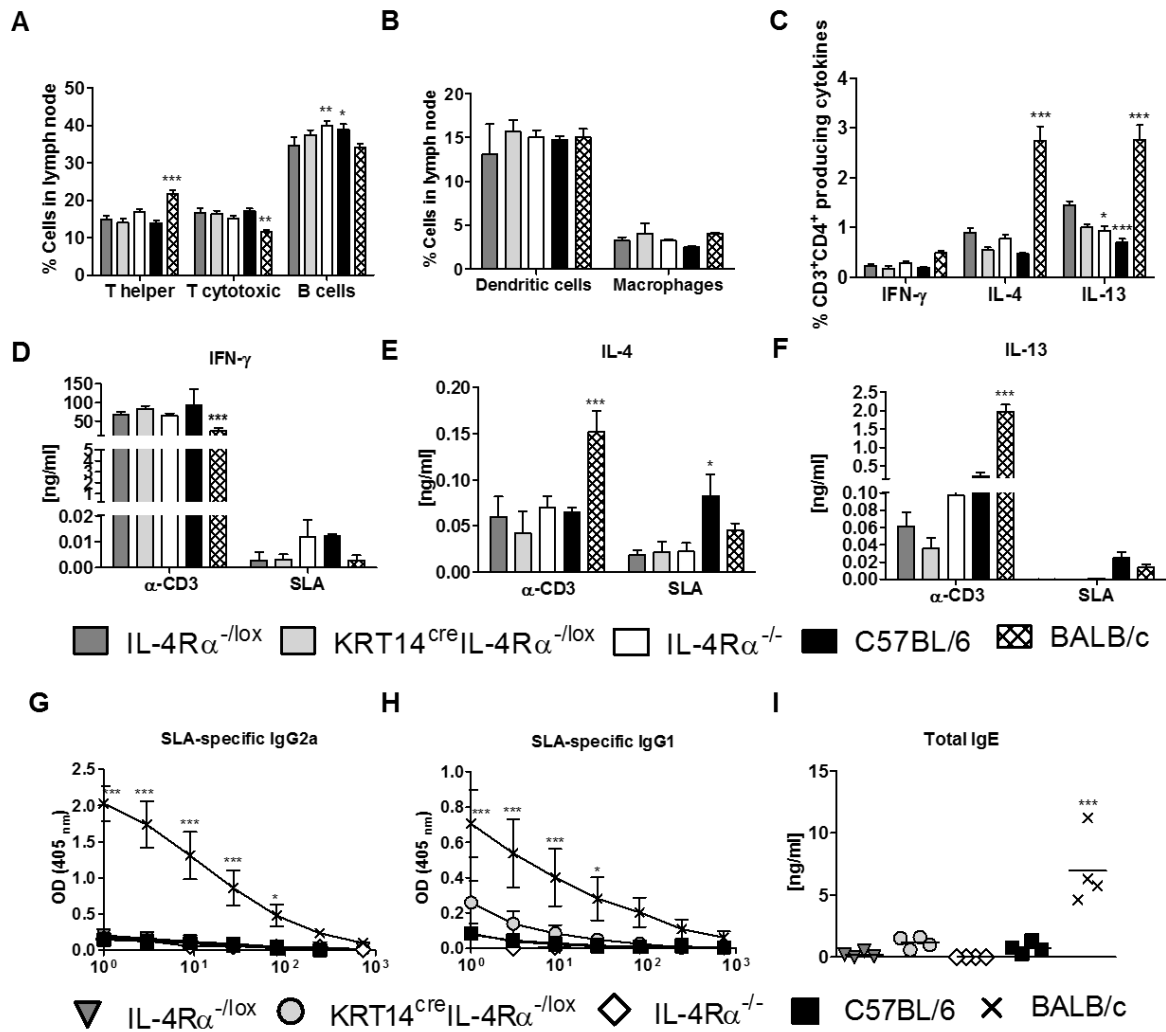 A
% Cells in lymph node
50
40
30
20
10
0
***
**
**
*
T helper
T cytotoxic
B cells
B
% Cells in lymph node
20
15
10
5
0
Dendritic cells
Macrophages
C
% CD3⁺CD4⁺ producing cytokines
4
3
2
1
0
***
*
***
***
IFN-γ
IL-4
IL-13
D
IFN-γ
[ng/ml]
150
100
50
5
4
3
2
1
0.02
0.01
0.00
***
α-CD3
SLA
E
IL-4
[ng/ml]
0.20
0.15
0.10
0.05
0.00
***
*
α-CD3
SLA
F
IL-13
[ng/ml]
2.5
2.0
1.5
1.0
0.5
0.10
0.08
0.06
0.04
0.02
0.00
***
α-CD3
SLA
IL-4Rα⁻/lox
KRT14cre IL-4Rα⁻/lox
IL-4Rα⁻/⁻
C57BL/6
BALB/c
G
SLA-specific IgG2a
OD (405 nm)
2.5
2.0
1.5
1.0
0.5
0.0
***
***
***
***
*
10⁰
10¹
10²
10³
H
SLA-specific IgG1
OD (405 nm)
1.0
0.8
0.6
0.4
0.2
0.0
***
***
***
*
10⁰
10¹
10²
10³
I
Total IgE
[ng/ml]
15
10
5
0
***
IL-4Rα⁻/lox
KRT14cre IL-4Rα⁻/lox
IL-4Rα⁻/⁻
C57BL/6
BALB/c